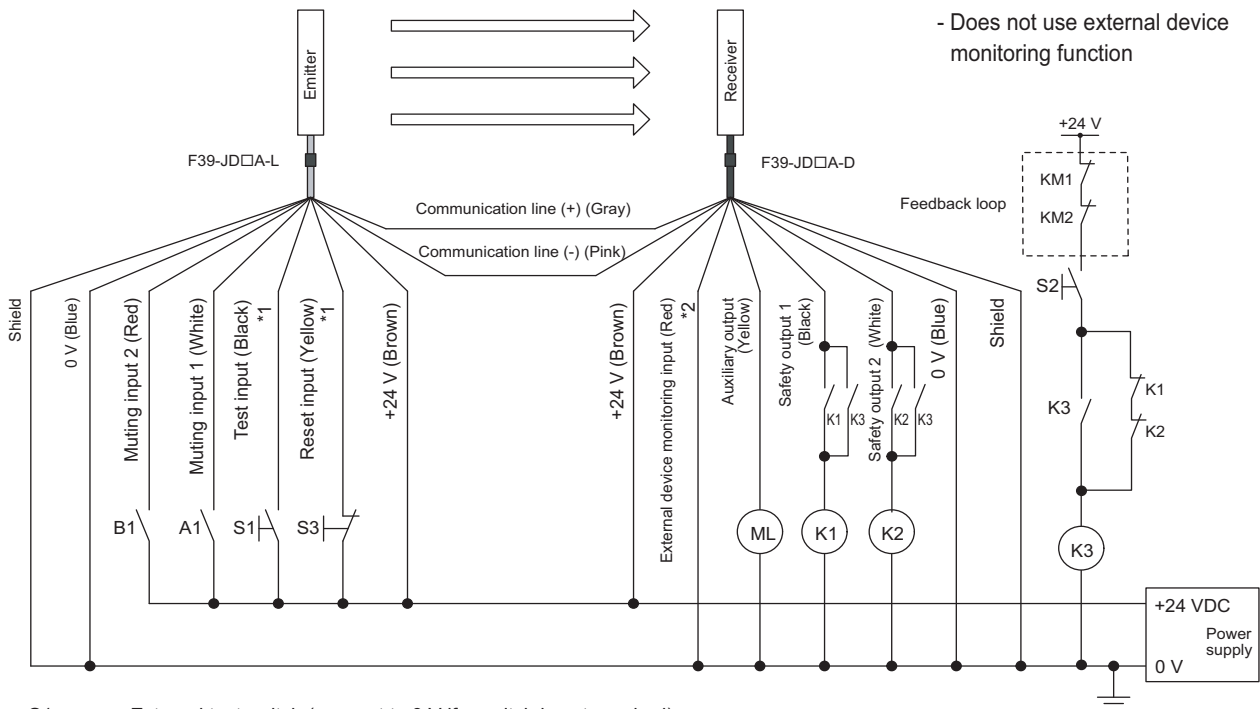 - Does not use external device
monitoring function
Emitter
Receiver
F39-JD□A-L
F39-JD□A-D
+24 V
KM1
KM2
Feedback loop
Communication line (+) (Gray)
Communication line (-) (Pink)
S2
Shield
0 V (Blue)
Muting input 2 (Red)
Muting input 1 (White)
Test input (Black)
*1
Reset input (Yellow)
*1
+24 V (Brown)
+24 V (Brown)
External device monitoring input (Red)
*2
Auxiliary output
(Yellow)
Safety output 1
(Black)
Safety output 2 (White)
0 V (Blue)
Shield
K1
K3
K2
K3
K3
K1
K2
B1
A1
S1
S3
ML
K1
K2
K3
+24 VDC
Power
supply
0 V